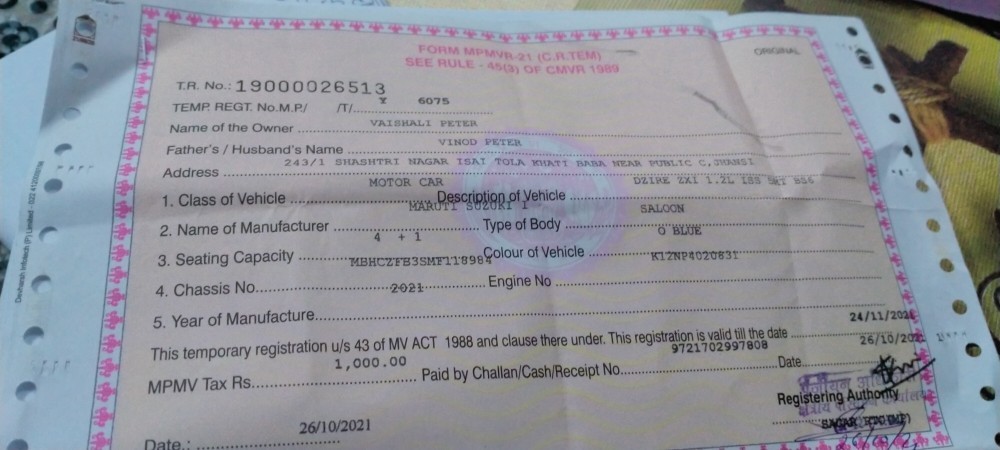 FORM MPMVR-21 (C.R.TEM)
SEE RULE - 45(3) OF CMVR 1989
ORIGINAL
T.R. No.: 19000026513
TEMP. REGT. No.M.P./ /T/ Y 6075
Name of the Owner VAISHALI PETER
Father's / Husband's Name VINOD PETER
Address 243/1 SHASHTRI NAGAR ISAI TOLA KHATI BABA NEAR PUBLIC C,JHANSI
1. Class of Vehicle MOTOR CAR Description of Vehicle DZIRE ZXI 1.2L ISS BS6
2. Name of Manufacturer MARUTI SUZUKI I Type of Body SALOON
3. Seating Capacity 4 + 1 Colour of Vehicle O BLUE
4. Chassis No. MBHCZFB3SMF118984 Engine No K12NP4020831
5. Year of Manufacture 2021
This temporary registration u/s 43 of MV ACT 1988 and clause there under. This registration is valid till the date 24/11/2021
MPMV Tax Rs. 1,000.00 Paid by Challan/Cash/Receipt No. 9721702997808 Date 26/10/202
Registering Authority
SAGAR RTO (MP)
Date.: 26/10/2021